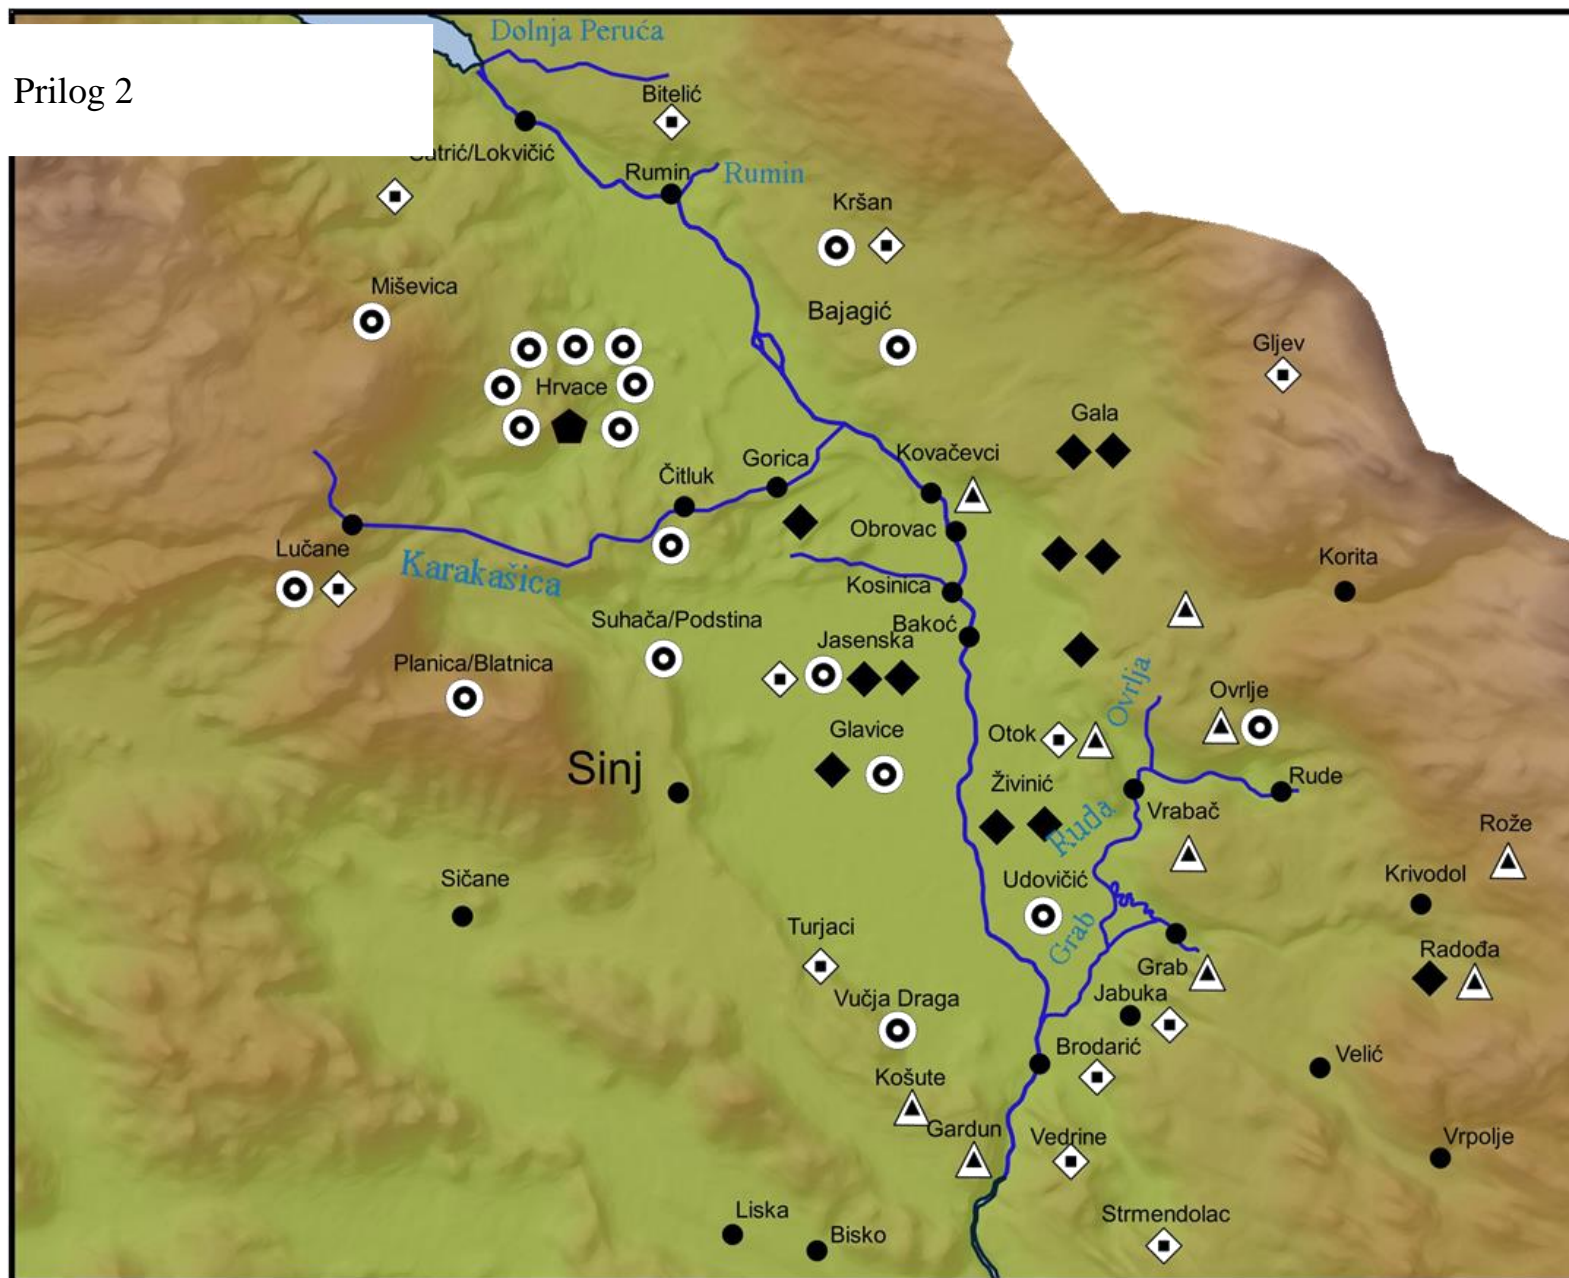 Dolnja Peruća
Prilog 2
Bitelić
Lokvičić
Rumin
Rumin
Kršan
Miševica
Bajagić
Gljev
Hrvace
Gala
Kovačevci
Gorica
Čitluk
Obrovac
Lučane
Korita
Karakašica
Kosinica
Suhača/Podstina
Bakoć
Jasenska
Planica/Blatnica
Ovrlja
Ovrlje
Glavice
Otok
Sinj
Živinić
Rude
Vrabač
Ruda
Rože
Sičane
Udovičić
Krivodol
Turjaci
Grab
Radođa
Grab
Jabuka
Vučja Draga
Brodarić
Velić
Košute
Gardun
Vedrine
Vrpolje
Liska
Strmendolac
Bisko